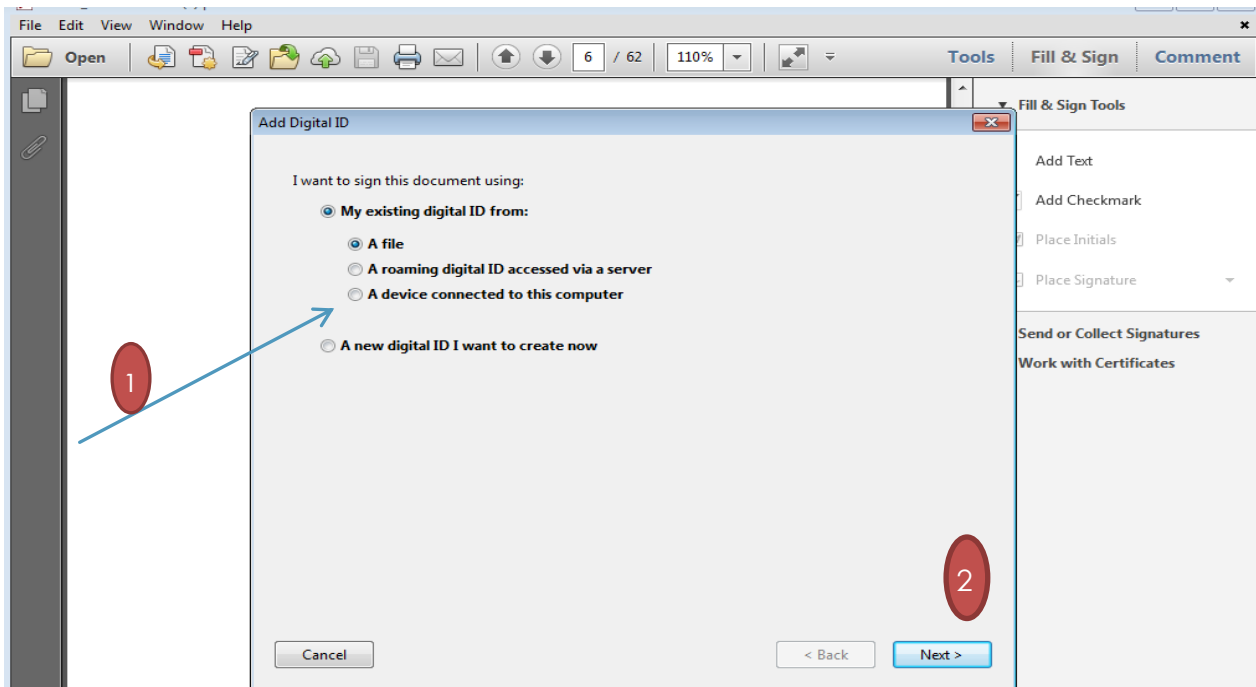 File Edit View Window Help
Open 6 / 62 110% Tools Fill & Sign Comment
Fill & Sign Tools
Add Digital ID
Add Text
I want to sign this document using:
Add Checkmark
My existing digital ID from:
Place Initials
A file
A roaming digital ID accessed via a server
Place Signature
A device connected to this computer
Send or Collect Signatures
A new digital ID I want to create now
Work with Certificates
1
2
Cancel < Back Next >